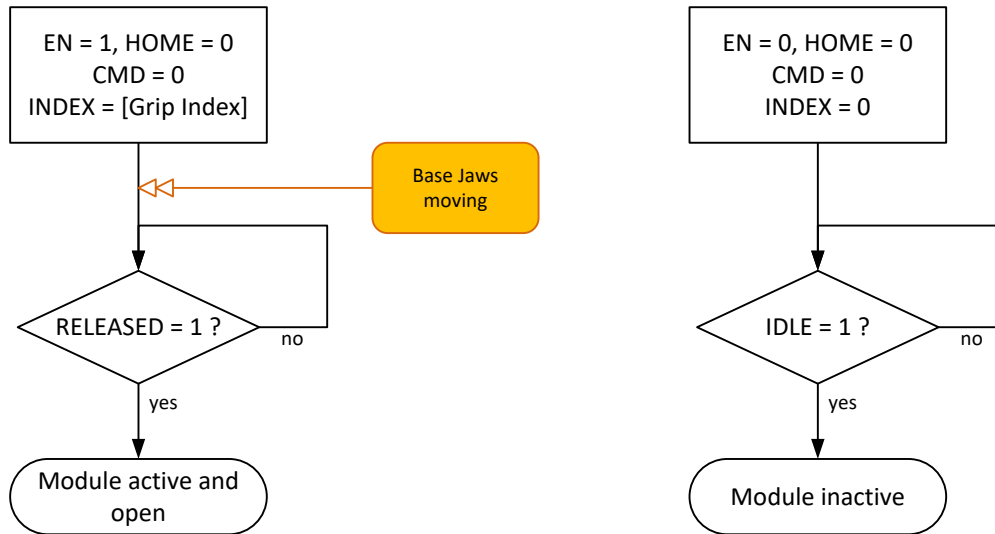 EN = 1, HOME = 0
CMD = 0
INDEX = [Grip Index]
Base Jaws
moving
RELEASED = 1 ?
no
yes
Module active and
open
EN = 0, HOME = 0
CMD = 0
INDEX = 0
IDLE = 1 ?
no
yes
Module inactive